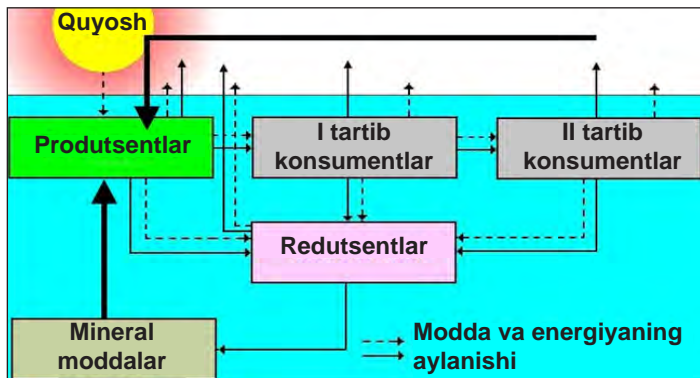 Quyosh
Produtsentlar
I tartib
konsumentlar
II tartib
konsumentlar
Redutsentlar
Mineral
moddalar
Modda va energiyaning
aylanishi